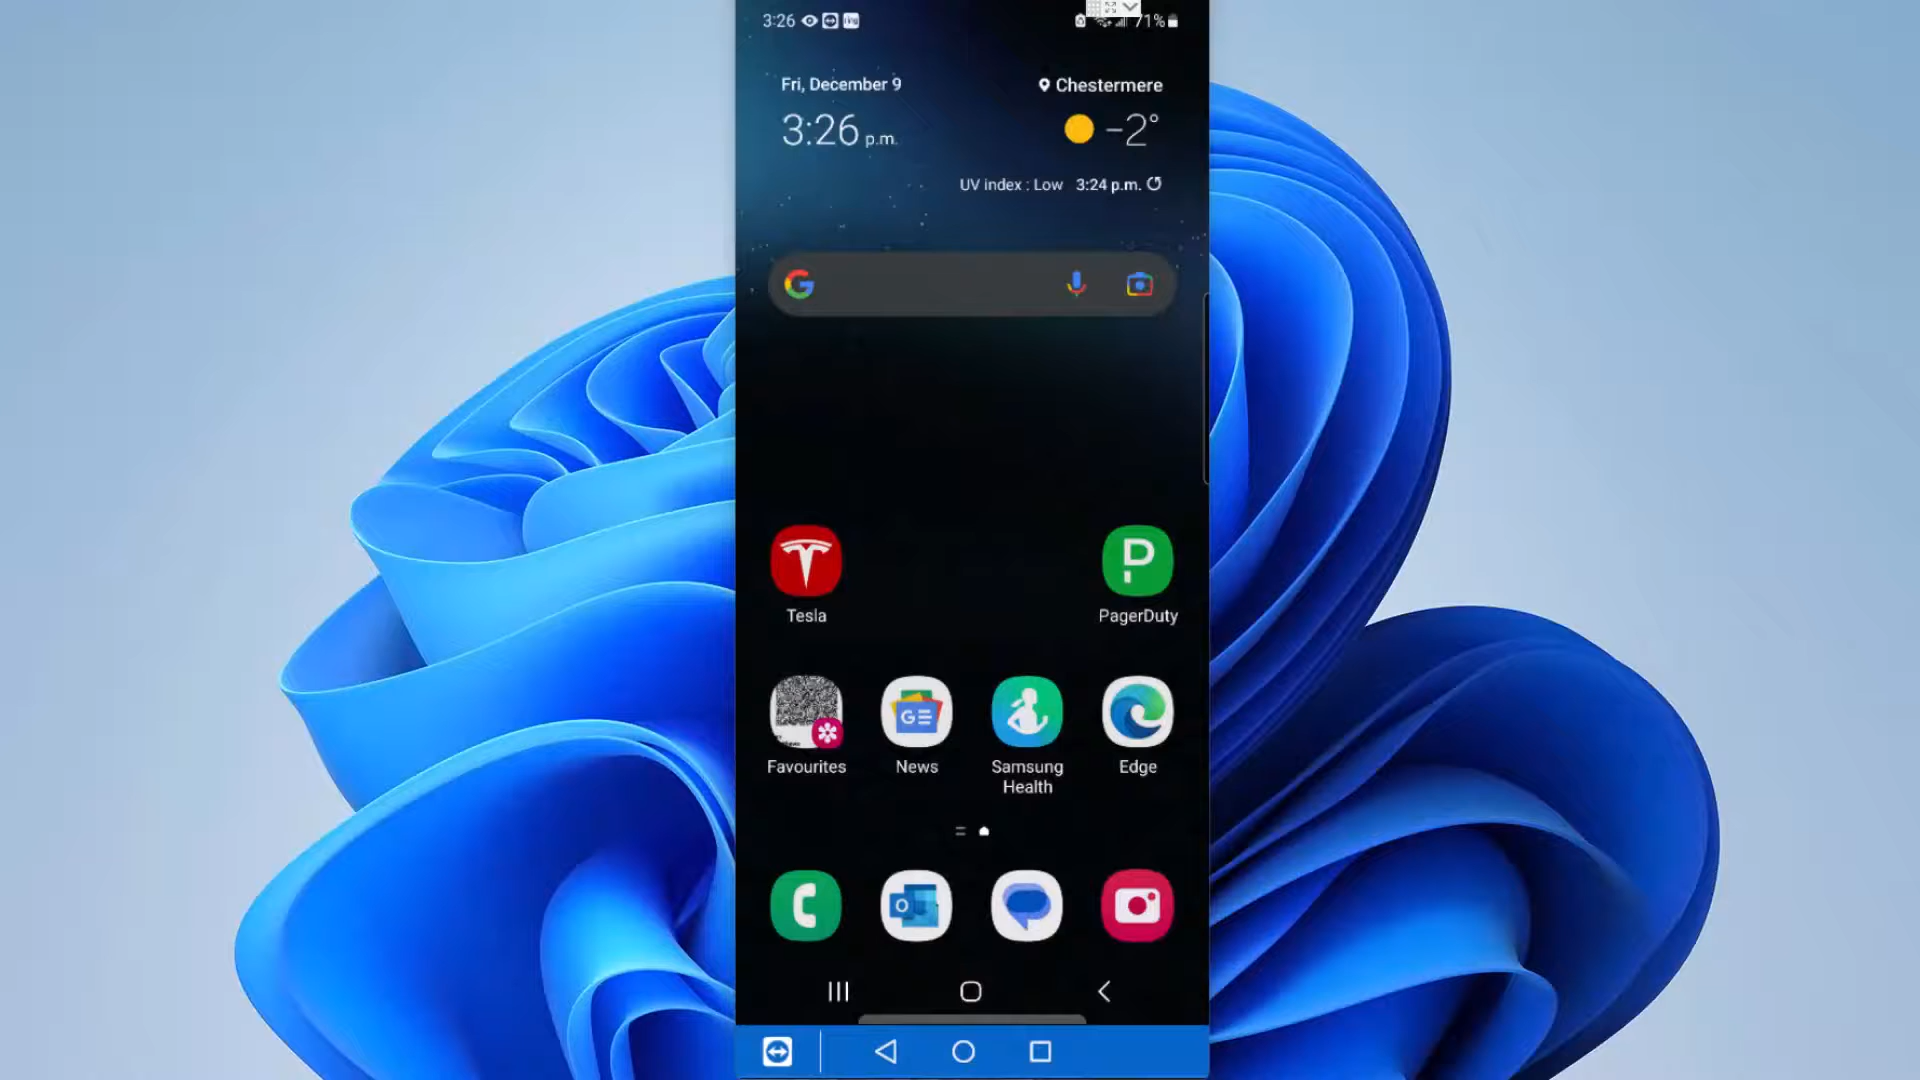 3:26
71%
Fri, December 9
Chestermere
3:26 p.m.
-2°
UV index : Low 3:24 p.m.
Tesla
PagerDuty
Favourites
News
Samsung
Health
Edge